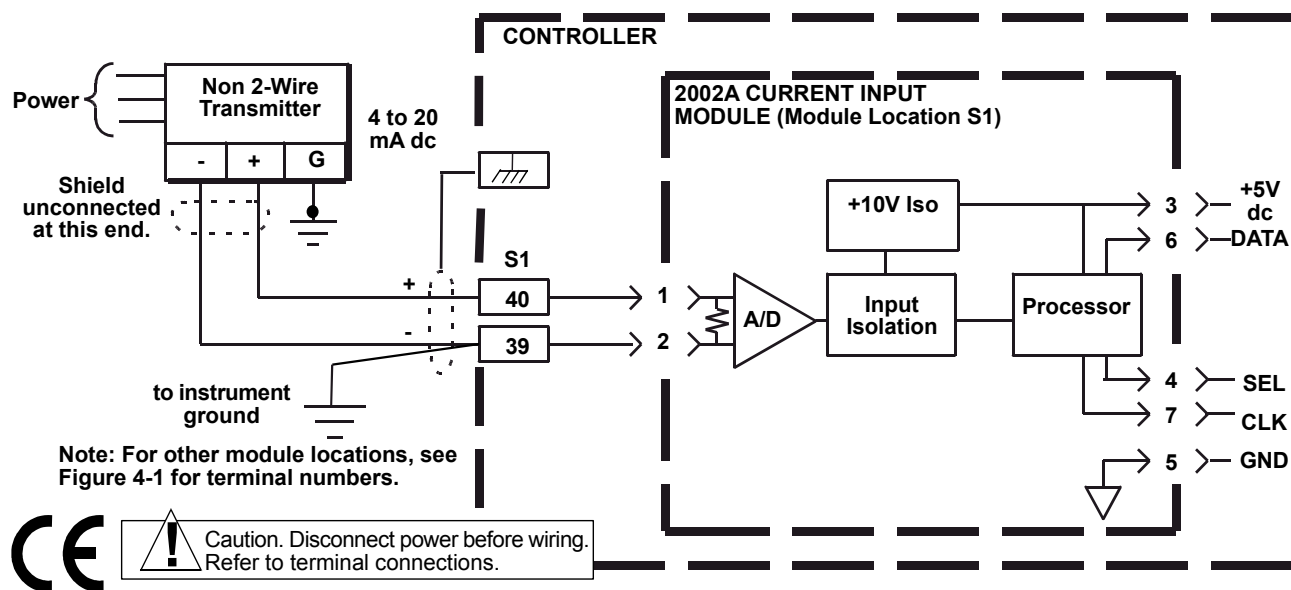 CONTROLLER
Power
Non 2-Wire
Transmitter
-
+
G
4 to 20
mA dc
2002A CURRENT INPUT
MODULE (Module Location S1)
Shield
unconnected
at this end.
+10V Iso
3
+5V
dc
6
DATA
S1
+
40
1
A/D
Input
Isolation
Processor
-
39
2
to instrument
ground
4
SEL
7
CLK
5
GND
Note: For other module locations, see
Figure 4-1 for terminal numbers.
CE
!
Caution. Disconnect power before wiring.
Refer to terminal connections.